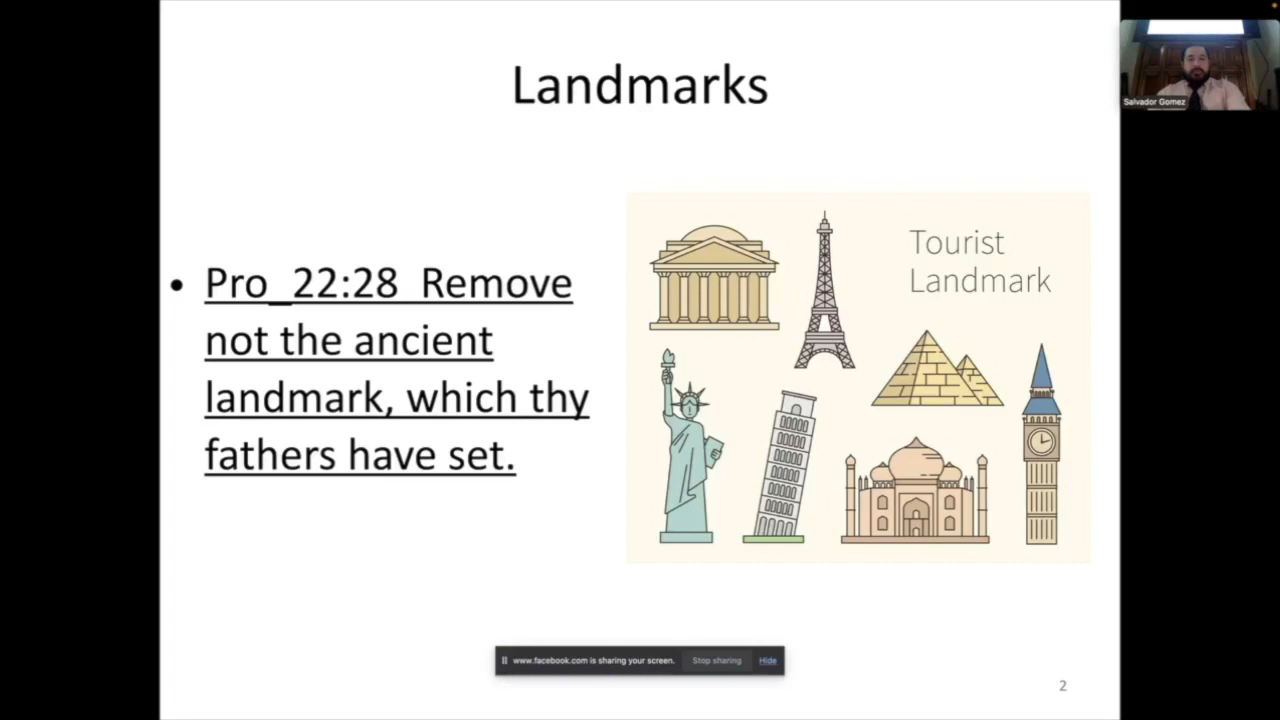 Landmarks
Salvador Gomez
• Pro_22:28  Remove
not the ancient
landmark, which thy
fathers have set.
Tourist
Landmark
www.facebook.com is sharing your screen.
Stop sharing
Hide
2